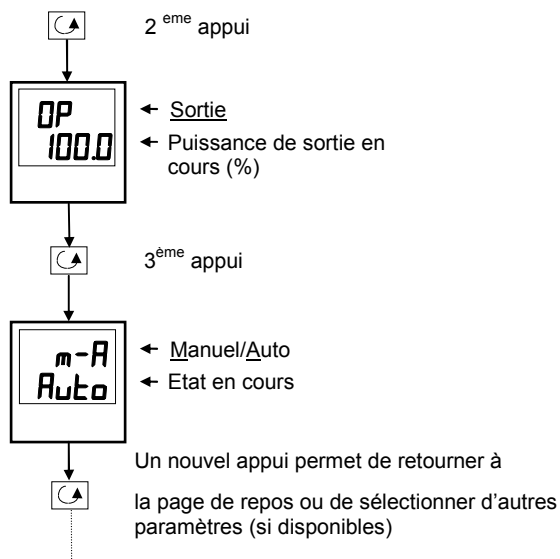 2 eme appui
OP
100.0
← Sortie
← Puissance de sortie en
cours (%)
3ème appui
m-A
Auto
← Manuel/Auto
← Etat en cours
Un nouvel appui permet de retourner à
la page de repos ou de sélectionner d'autres
paramètres (si disponibles)